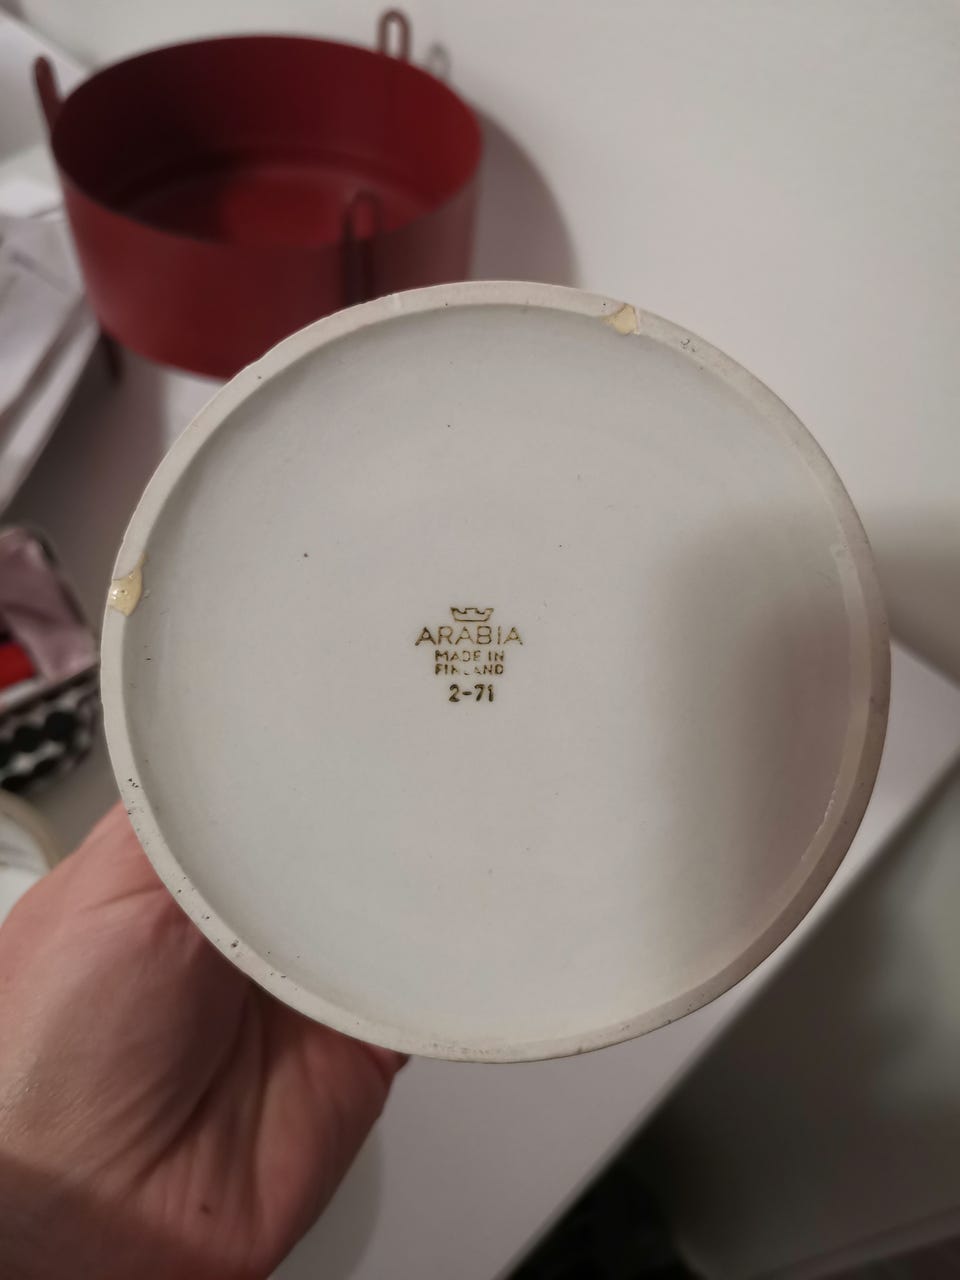 ARABIA
MADE IN
FINLAND
2-71